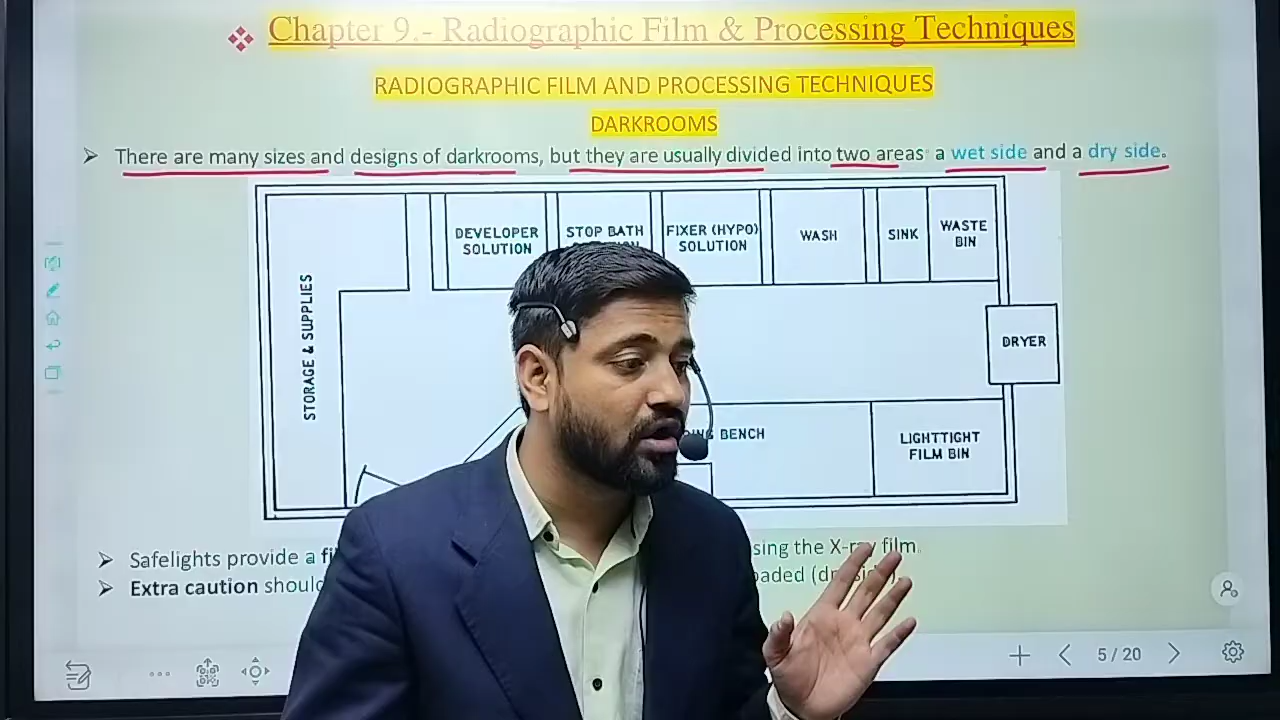 Chapter 9.- Radiographic Film & Processing Techniques
RADIOGRAPHIC FILM AND PROCESSING TECHNIQUES
DARKROOMS
There are many sizes and designs of darkrooms, but they are usually divided into two areas a wet side and a dry side.
DEVELOPER SOLUTION
STOP BATH
FIXER (HYPO) SOLUTION
WASH
SINK
WASTE BIN
STORAGE & SUPPLIES
DRYER
BENCH
LIGHTTIGHT FILM BIN
Safelights provide a the X-ray film.
Extra caution
5 / 20